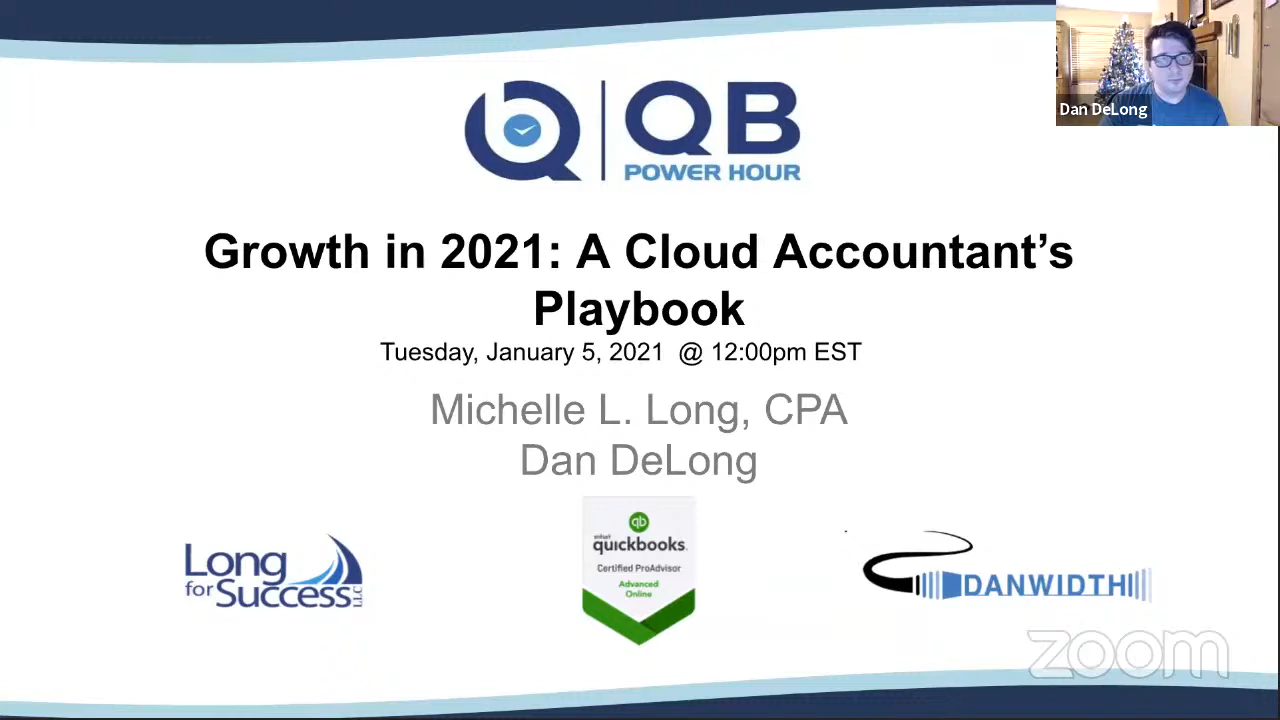 Dan DeLong
QB
POWER HOUR
Growth in 2021: A Cloud Accountant’s
Playbook
Tuesday, January 5, 2021 @ 12:00pm EST
Michelle L. Long, CPA
Dan DeLong
Long
for Success LLC
qb
intuit
quickbooks.
Certified ProAdvisor
Advanced
Online
DANWIDTH
zoom